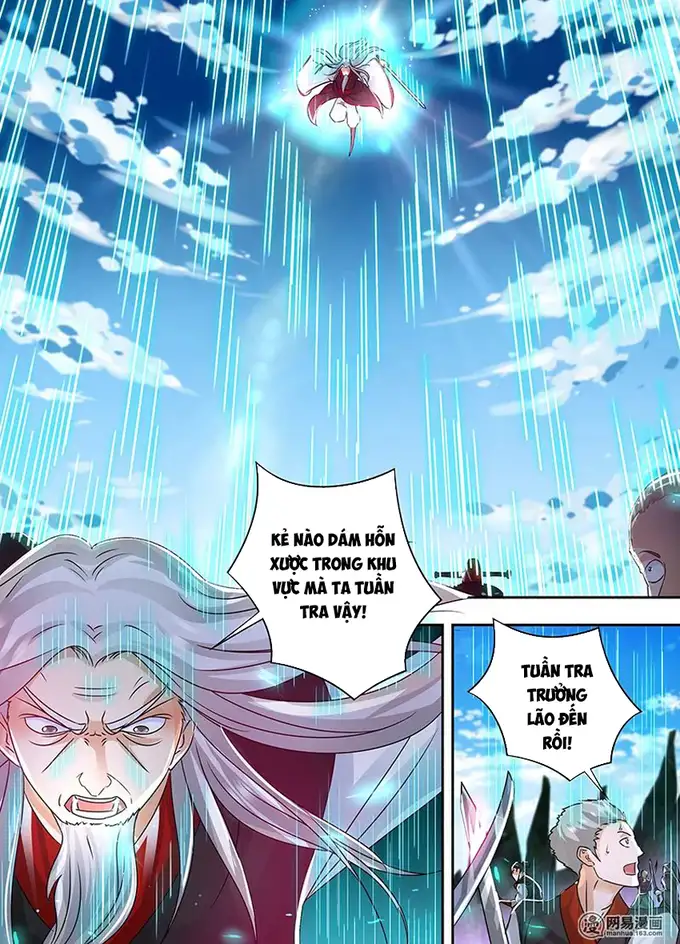 KẺ NÀO DÁM HỖN
XƯỢC TRONG KHU
VỰC MÀ TA TUẦN
TRA VẬY!
TUẦN TRA
TRƯỞNG
LÃO ĐẾN
RỒI!
网易漫画
manhua.163.com